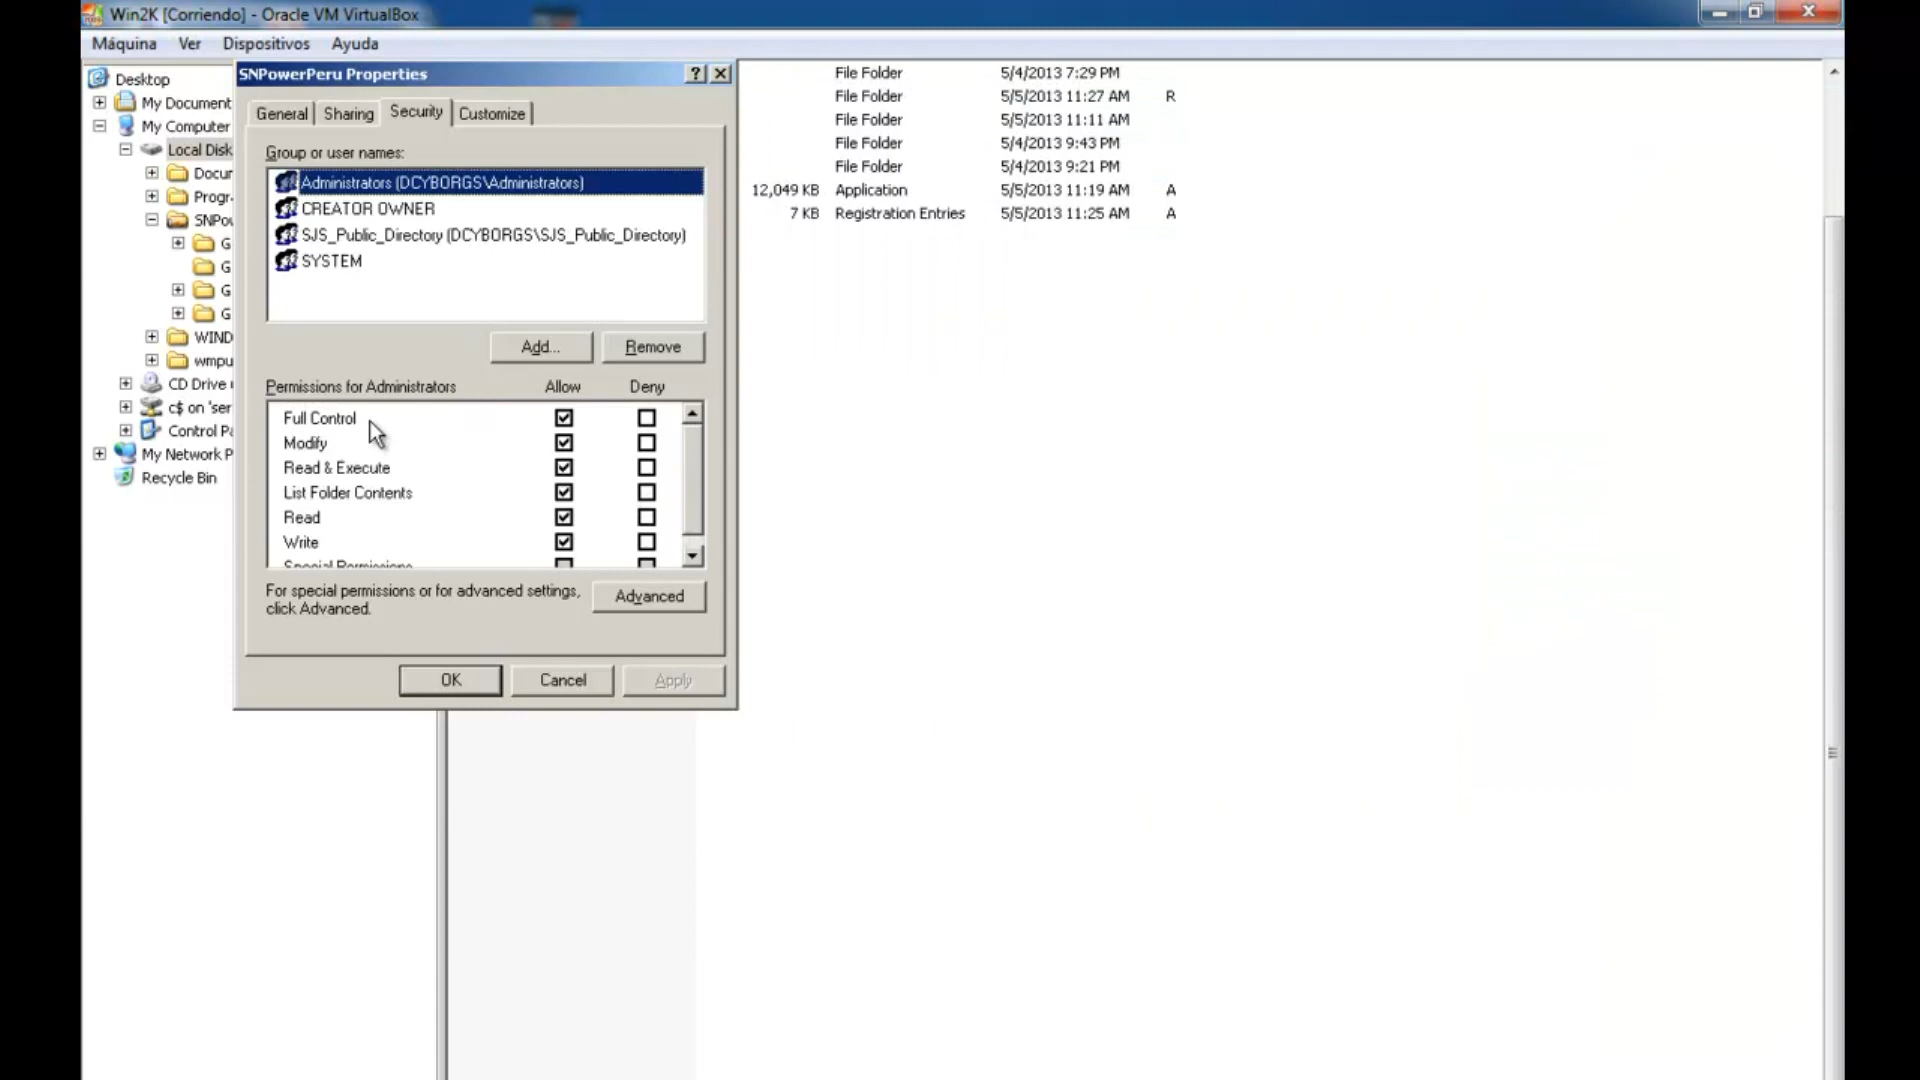 Win2K [Corriendo] - Oracle VM VirtualBox
Máquina Ver Dispositivos Ayuda
Desktop
My Document
My Computer
Local Disk
Docur
Progr
SNPow
G
G
G
G
WIND
wmpu
CD Drive
c$ on 'ser
Control Pa
My Network P
Recycle Bin
SNPowerPeru Properties
General Sharing Security Customize
Group or user names:
Administrators (DCYBORGS\Administrators)
CREATOR OWNER
SJS_Public_Directory (DCYBORGS\SJS_Public_Directory)
SYSTEM
Add... Remove
Permissions for Administrators Allow Deny
Full Control
Modify
Read & Execute
List Folder Contents
Read
Write
Special Permissions
For special permissions or for advanced settings,
click Advanced.
Advanced
OK Cancel Apply
File Folder 5/4/2013 7:29 PM
File Folder 5/5/2013 11:27 AM R
File Folder 5/5/2013 11:11 AM
File Folder 5/4/2013 9:43 PM
File Folder 5/4/2013 9:21 PM
12,049 KB Application 5/5/2013 11:19 AM A
7 KB Registration Entries 5/5/2013 11:25 AM A